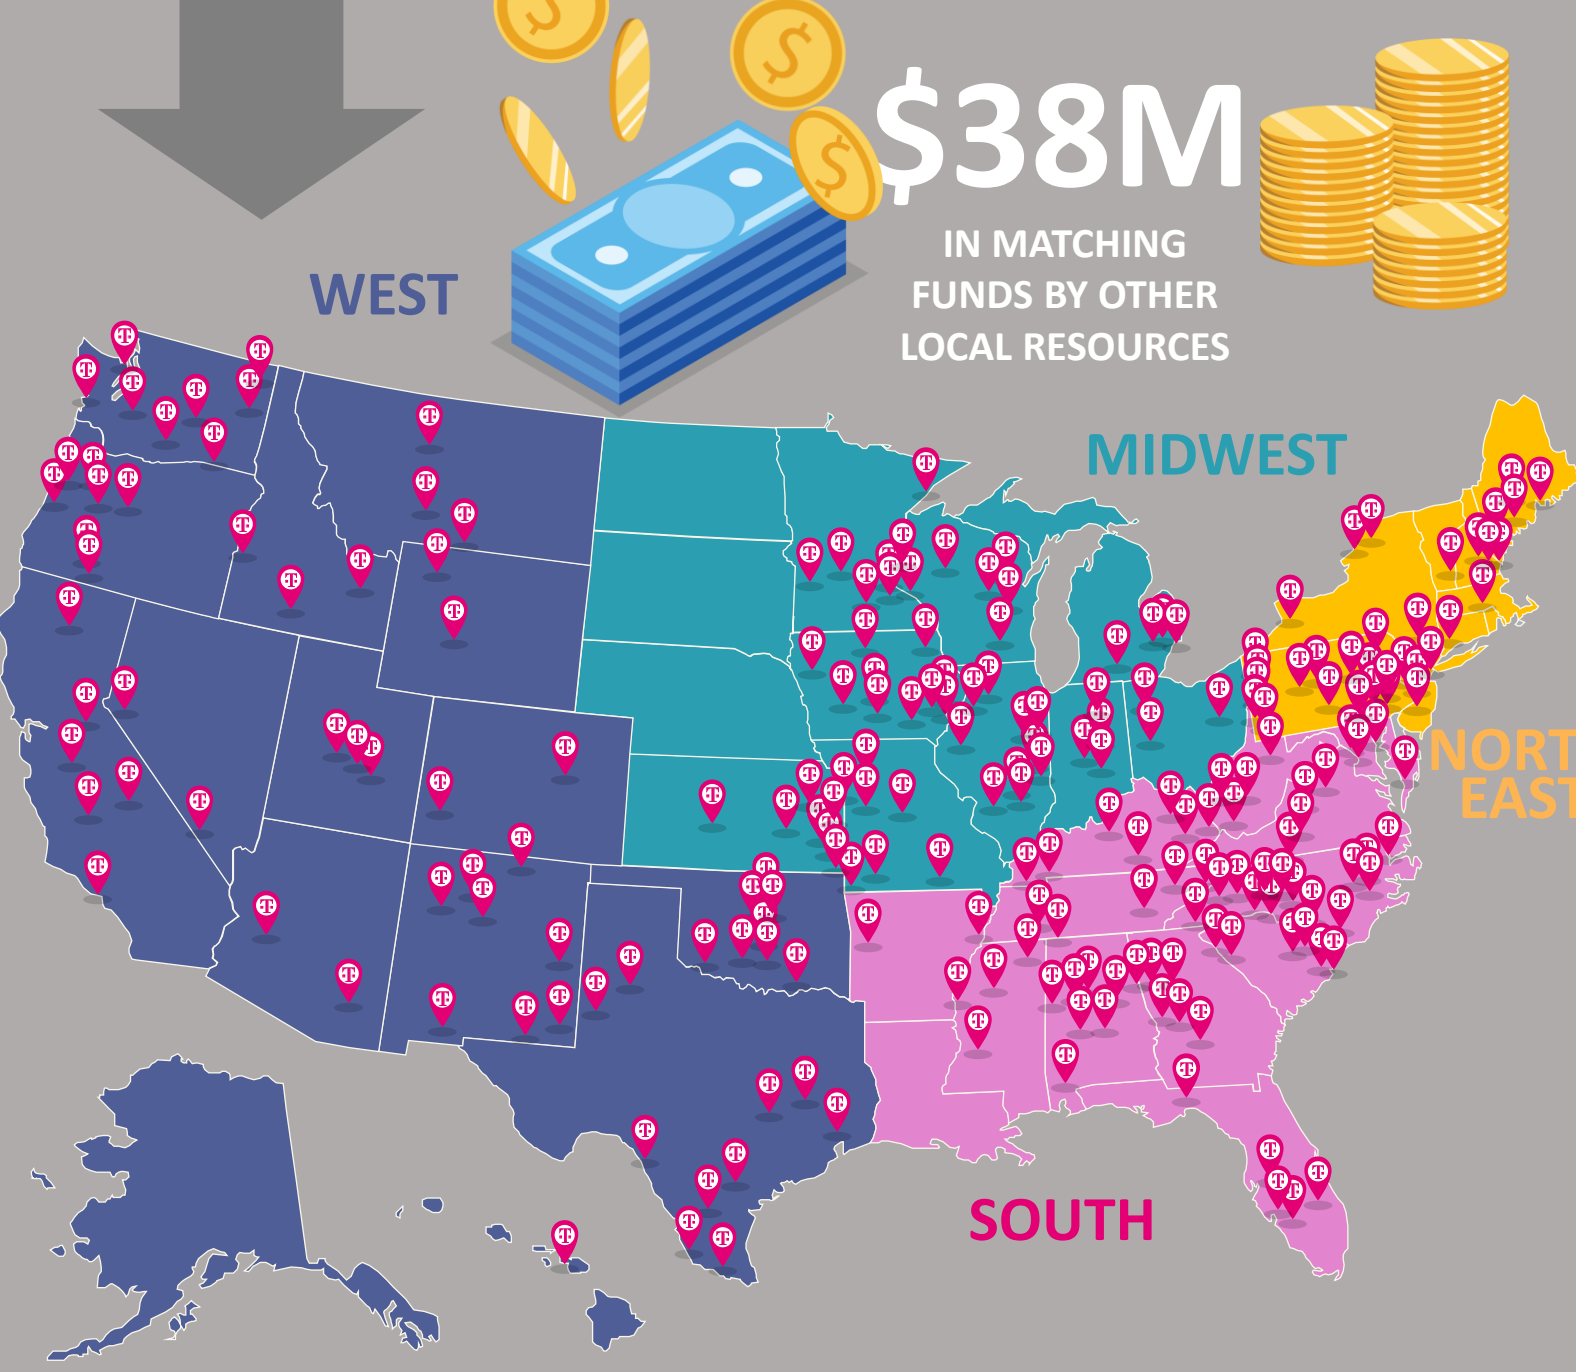 $38M
IN MATCHING
FUNDS BY OTHER
LOCAL RESOURCES
WEST
MIDWEST
NORT
EAST
SOUTH